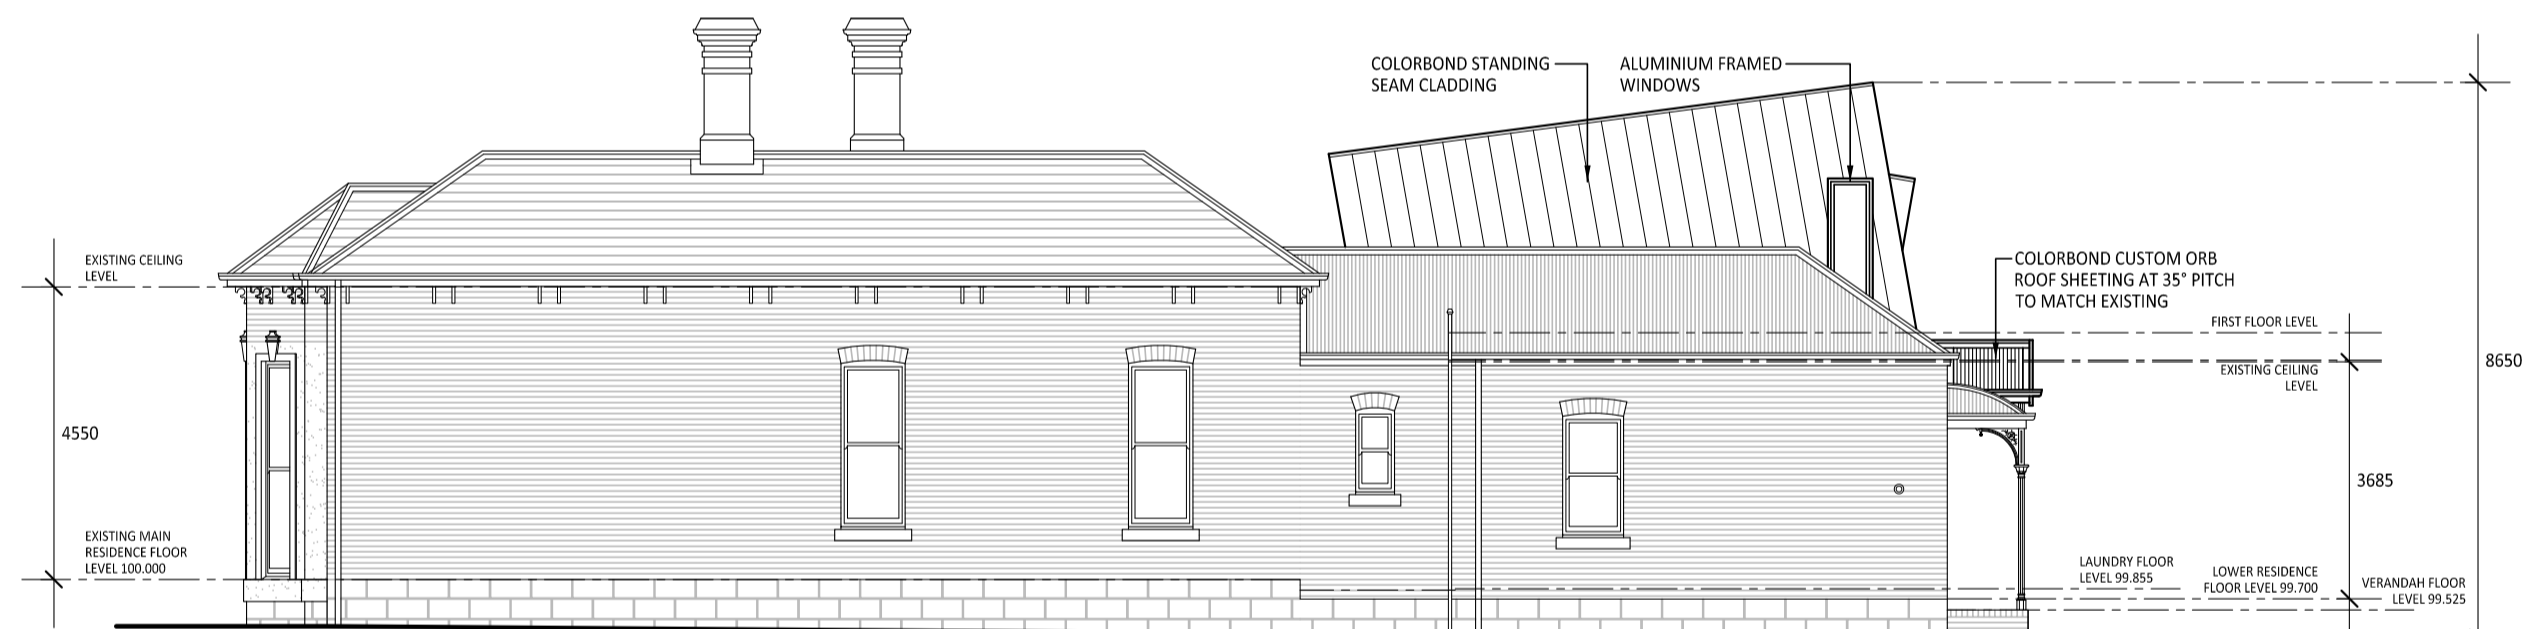 COLORBOND STANDING
SEAM CLADDING
ALUMINIUM FRAMED
WINDOWS
EXISTING CEILING
LEVEL
COLORBOND CUSTOM ORB
ROOF SHEETING AT 35° PITCH
TO MATCH EXISTING
FIRST FLOOR LEVEL
EXISTING CEILING
LEVEL
8650
4550
3685
EXISTING MAIN
RESIDENCE FLOOR
LEVEL 100.000
LAUNDRY FLOOR
LEVEL 99.855
LOWER RESIDENCE
FLOOR LEVEL 99.700
VERANDAH FLOOR
LEVEL 99.525